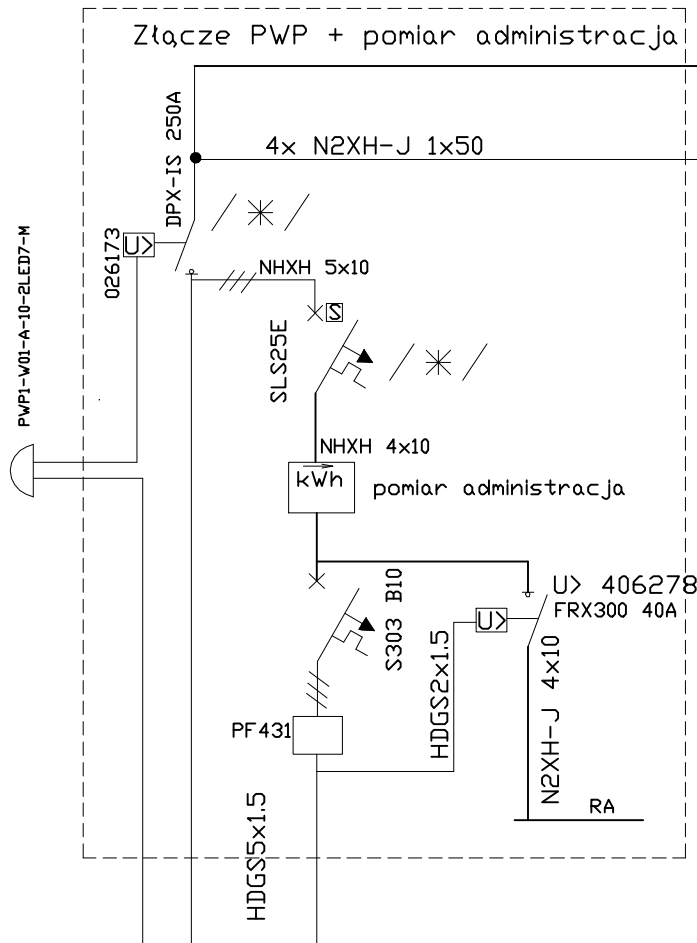 Złącze PWP + pomiar administracja
DPX-IS 250A
4x N2XH-J 1x50
026173
U>
NHXH 5x10
S
SLS25E
PWP1-W01-A-10-2LED7-M
NHXH 4x10
kWh
pomiar administracja
B10
S303
U> 406278
FRX300 40A
U>
HDGS2x1.5
N2XH-J 4x10
PF431
HDGS5x1.5
RA